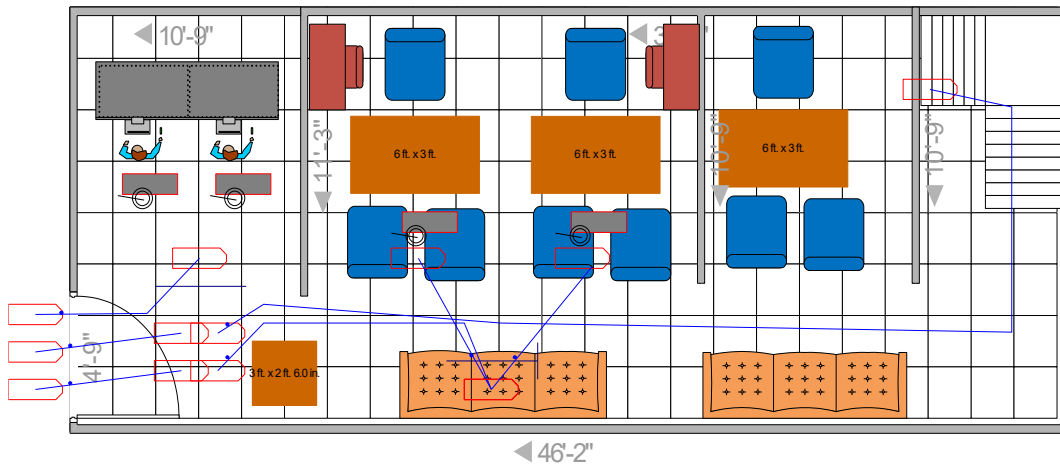 10'-9"
11'-3"
10'-9"
10'-9"
6 ft. x 3 ft.
6 ft. x 3 ft.
6 ft. x 3 ft.
4'-9"
3 ft. x 2 ft. 6.0 in.
46'-2"